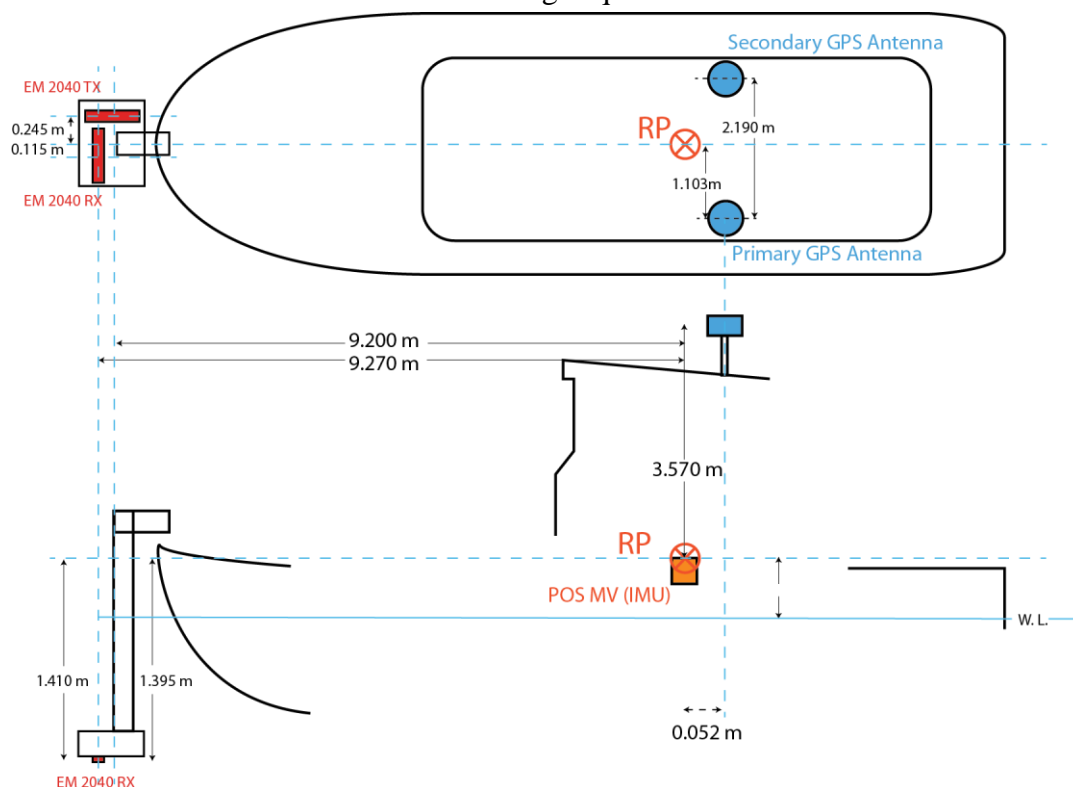 Secondary GPS Antenna
EM 2040 TX
0.245 m
0.115 m
RP
2.190 m
1.103m
EM 2040 RX
Primary GPS Antenna
9.200 m
9.270 m
3.570 m
RP
POS MV (IMU)
W. L.
1.410 m
1.395 m
0.052 m
EM 2040 RX